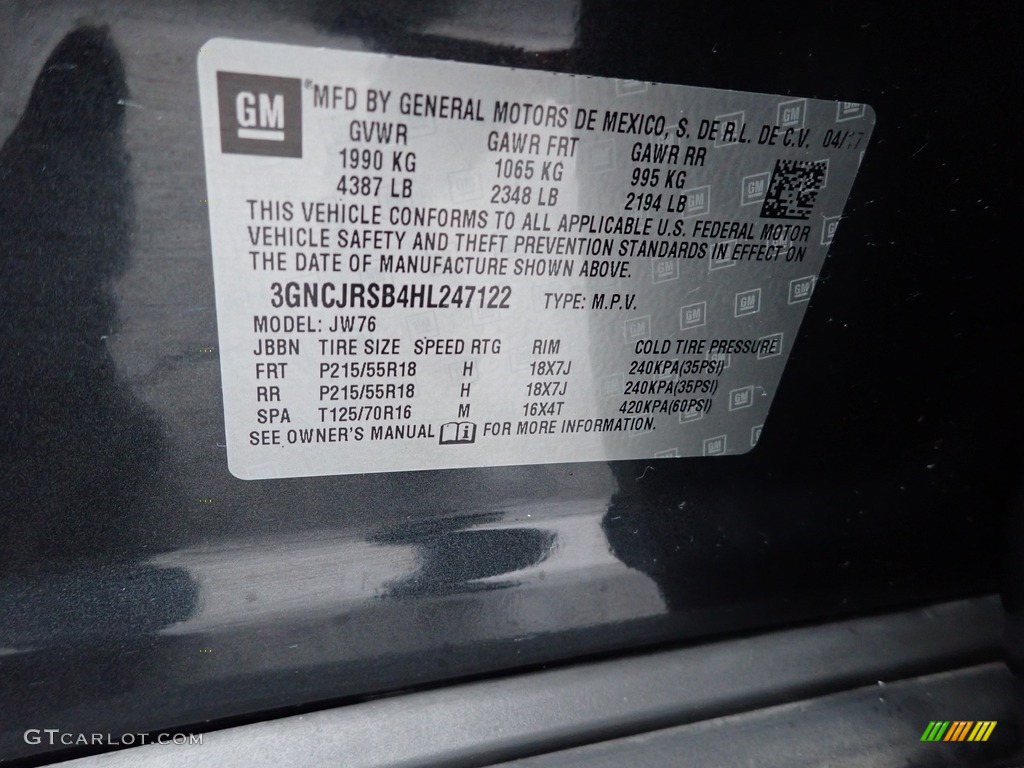 GM
MFD BY GENERAL MOTORS DE MEXICO, S. DE R.L. DE C.V. 04/17
GVWR GAWR FRT GAWR RR
1990 KG 1065 KG 995 KG
4387 LB 2348 LB 2194 LB
THIS VEHICLE CONFORMS TO ALL APPLICABLE U.S. FEDERAL MOTOR
VEHICLE SAFETY AND THEFT PREVENTION STANDARDS IN EFFECT ON
THE DATE OF MANUFACTURE SHOWN ABOVE.
3GNCJRSB4HL247122 TYPE: M.P.V.
MODEL: JW76
JBBN TIRE SIZE SPEED RTG RIM COLD TIRE PRESSURE
FRT P215/55R18 H 18X7J 240KPA(35PSI)
RR P215/55R18 H 18X7J 240KPA(35PSI)
SPA T125/70R16 M 16X4T 420KPA(60PSI)
SEE OWNER'S MANUAL FOR MORE INFORMATION.
GTCARLOT.COM